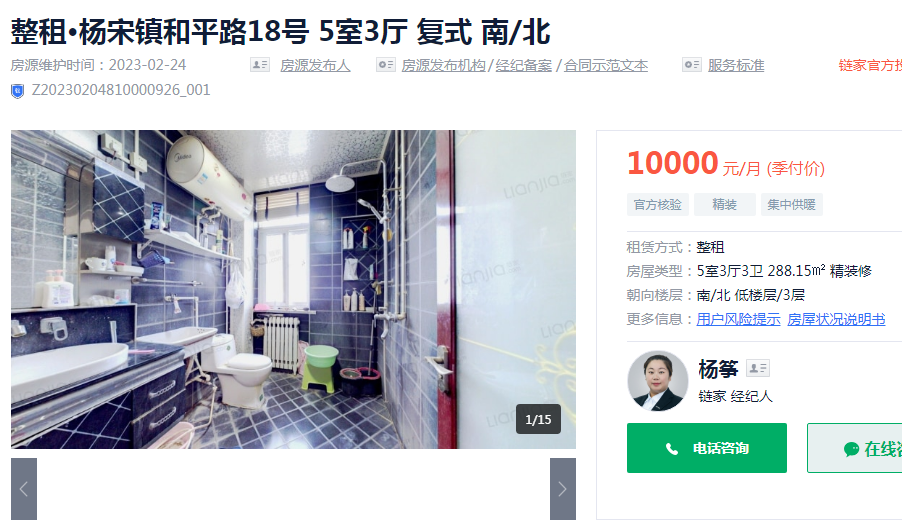 整租·杨宋镇和平路18号 5室3厅 复式 南/北
房源维护时间：2023-02-24 房源发布人 房源发布机构/经纪备案/合同示范文本 服务标准 链家官方投
Z20230204810000926_001
Midea
lianjia
lianjia
lianjia
1/15
10000 元/月 (季付价)
官方核验 精装 集中供暖
租赁方式：整租
房屋类型：5室3厅3卫 288.15㎡ 精装修
朝向楼层：南/北 低楼层/3层
更多信息：用户风险提示 房屋状况说明书
杨筝
链家 经纪人
电话咨询 在线咨